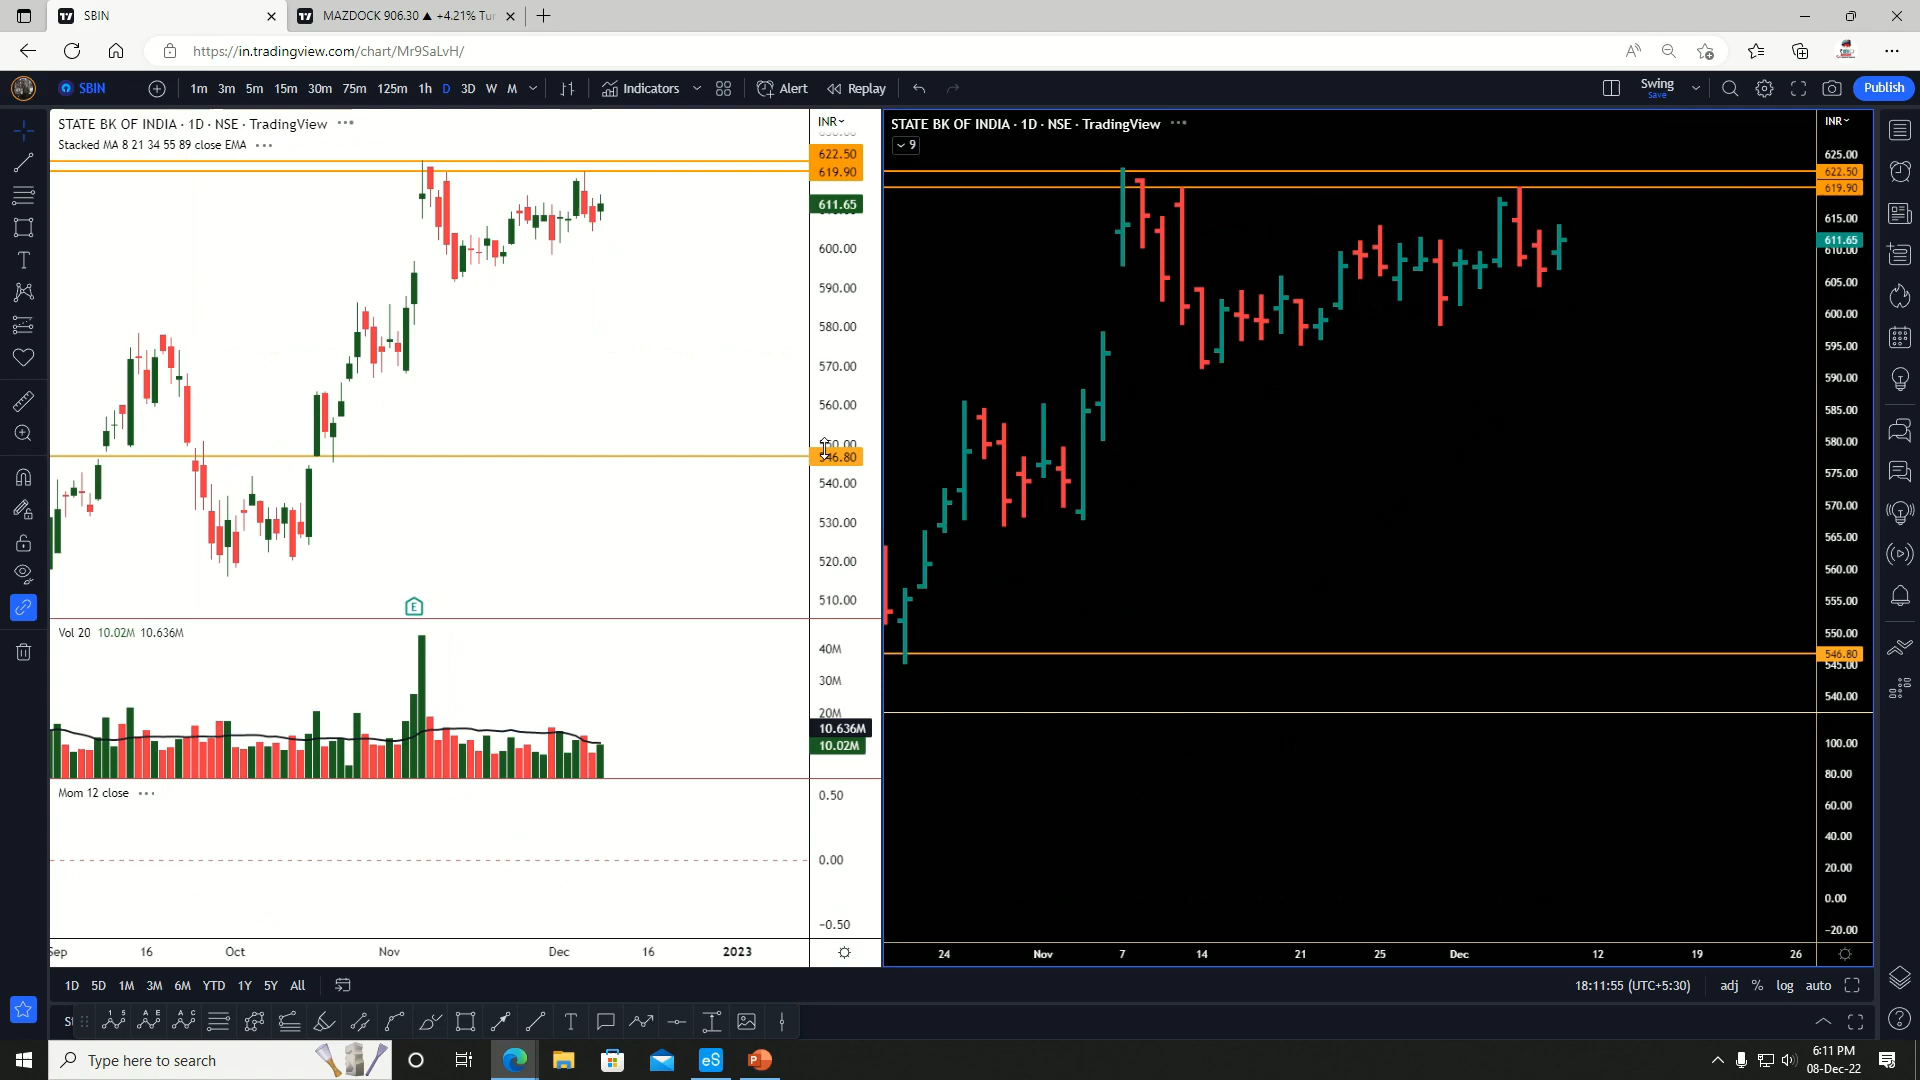 SBIN
MAZDOCK 906.30 ▲ +4.21%
https://in.tradingview.com/chart/Mr9SaLvH/
SBIN
1m 3m 5m 15m 30m 75m 125m 1h D 3D W M
Indicators
Alert
Replay
Swing
Save
Publish
STATE BK OF INDIA · 1D · NSE · TradingView
Stacked MA 8 21 34 55 89 close EMA
INR
622.50
619.90
611.65
600.00
590.00
580.00
570.00
560.00
546.80
540.00
530.00
520.00
510.00
E
Vol 20 10.02M 10.636M
40M
30M
20M
10.636M
10.02M
Mom 12 close
0.50
0.00
−0.50
Sep 16 Oct Nov Dec 16 2023
STATE BK OF INDIA · 1D · NSE · TradingView
9
INR
625.00
622.50
619.90
615.00
611.65
610.00
605.00
600.00
595.00
590.00
585.00
580.00
575.00
570.00
565.00
560.00
555.00
550.00
546.80
545.00
540.00
100.00
80.00
60.00
40.00
20.00
0.00
−20.00
24 Nov 7 14 21 25 Dec 12 19 26
1D 5D 1M 3M 6M YTD 1Y 5Y All
18:11:55 (UTC+5:30)
adj % log auto
Type here to search
eS
6:11 PM
08-Dec-22